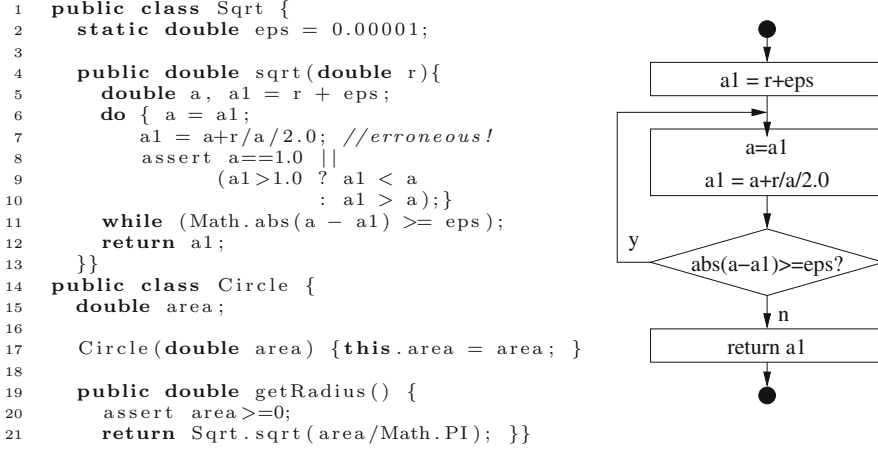 1 public class Sqrt {
2 static double eps = 0.00001;
3
4 public double sqrt(double r){
5 double a, a1 = r + eps;
6 do { a = a1;
7 a1 = a+r/a/2.0; //erroneous!
8 assert a==1.0 ||
9 (a1>1.0 ? a1 < a
10 : a1 > a);}
11 while (Math.abs(a - a1) >= eps);
12 return a1;
13 }}
14 public class Circle {
15 double area;
16
17 Circle(double area) {this.area = area; }
18
19 public double getRadius() {
20 assert area>=0;
21 return Sqrt.sqrt(area/Math.PI); }}
a1 = r+eps
a=a1
a1 = a+r/a/2.0
y
abs(a−a1)>=eps?
n
return a1